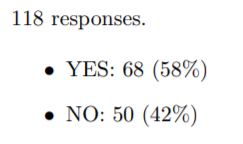 118 responses.
• YES: 68 (58%)
• NO: 50 (42%)